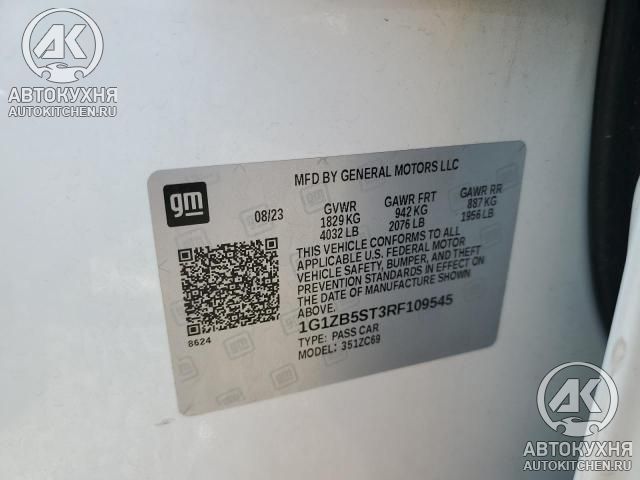 AK
АВТОКУХНЯ
AUTOKITCHEN.RU
MFD BY GENERAL MOTORS LLC
gm
08/23
GVWR GAWR FRT GAWR RR
1829 KG 942 KG 887 KG
4032 LB 2076 LB 1956 LB
THIS VEHICLE CONFORMS TO ALL
APPLICABLE U.S. FEDERAL MOTOR
VEHICLE SAFETY, BUMPER, AND THEFT
PREVENTION STANDARDS IN EFFECT ON
THE DATE OF MANUFACTURE SHOWN
ABOVE.
1G1ZB5ST3RF109545
TYPE: PASS CAR
MODEL: 351ZC69
8624
AK
АВТОКУХНЯ
AUTOKITCHEN.RU